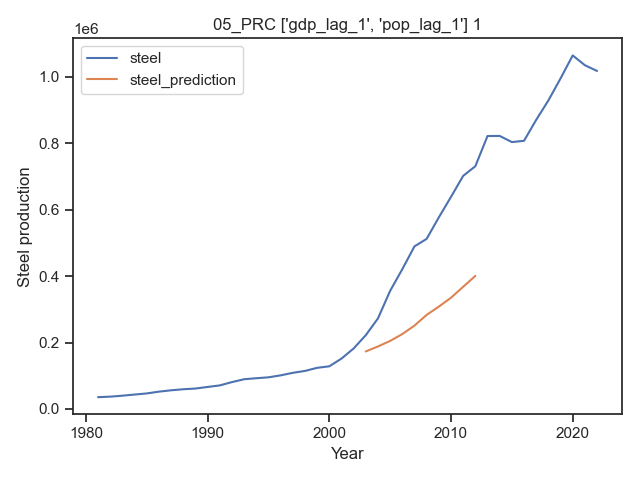 05_PRC ['gdp_lag_1', 'pop_lag_1'] 1
1e6
steel
steel_prediction
1.0
0.8
0.6
0.4
0.2
0.0
Steel production
1980
1990
2000
2010
2020
Year